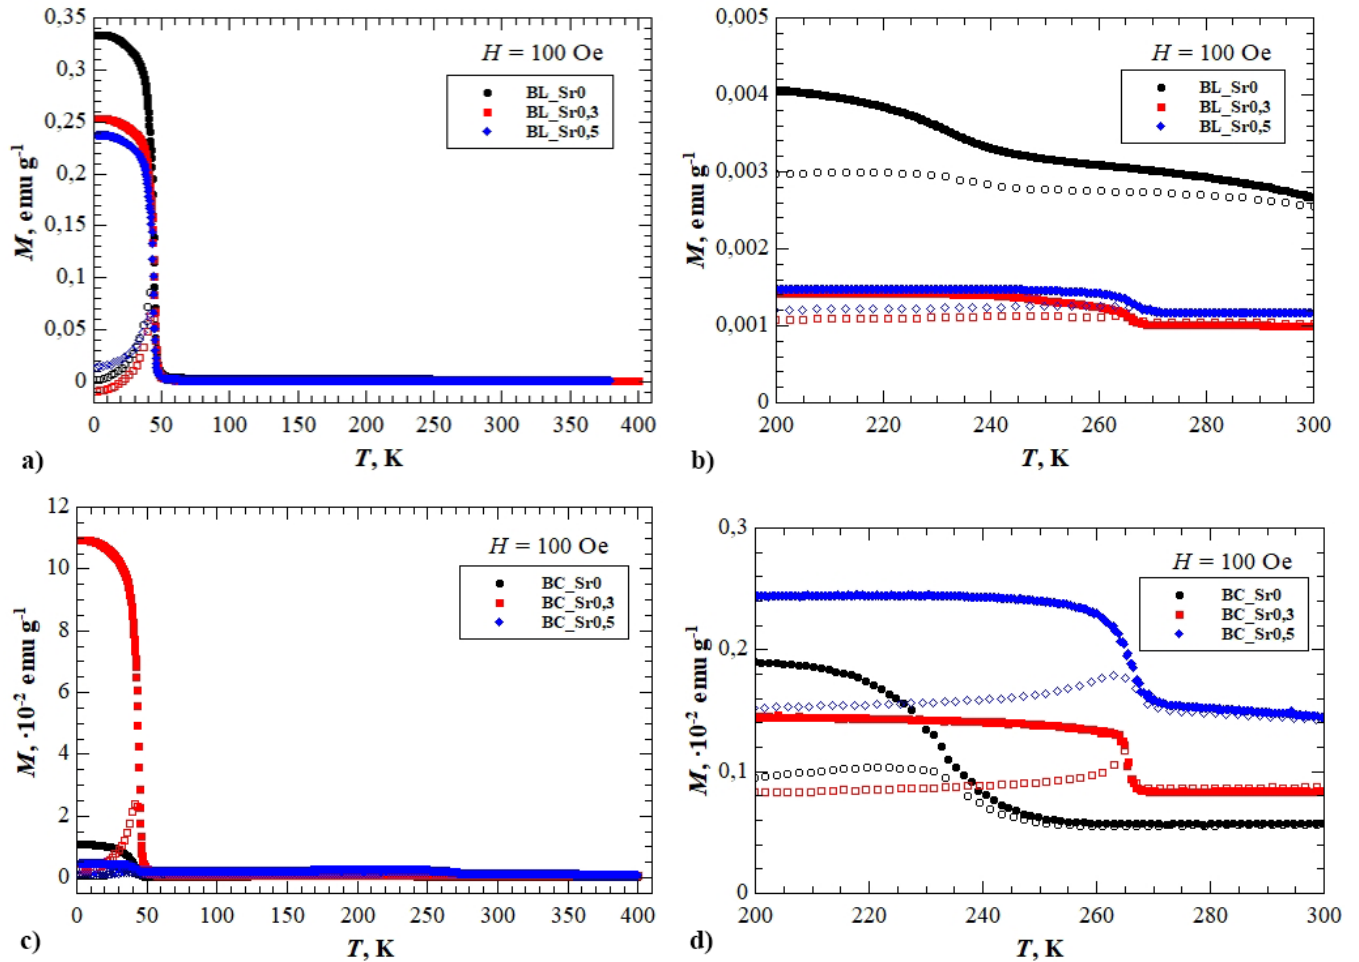 H = 100 Oe
BL_Sr0
BL_Sr0,3
BL_Sr0,5
M, emu g-1
0,35
0,3
0,25
0,2
0,15
0,1
0,05
0
0 50 100 150 200 250 300 350 400
T, K
a)
H = 100 Oe
BL_Sr0
BL_Sr0,3
BL_Sr0,5
M, emu g-1
0,005
0,004
0,003
0,002
0,001
0
200 220 240 260 280 300
T, K
b)
H = 100 Oe
BC_Sr0
BC_Sr0,3
BC_Sr0,5
M, ·10-2 emu g-1
12
10
8
6
4
2
0
0 50 100 150 200 250 300 350 400
T, K
c)
H = 100 Oe
BC_Sr0
BC_Sr0,3
BC_Sr0,5
M, ·10-2 emu g-1
0,3
0,2
0,1
0
200 220 240 260 280 300
T, K
d)